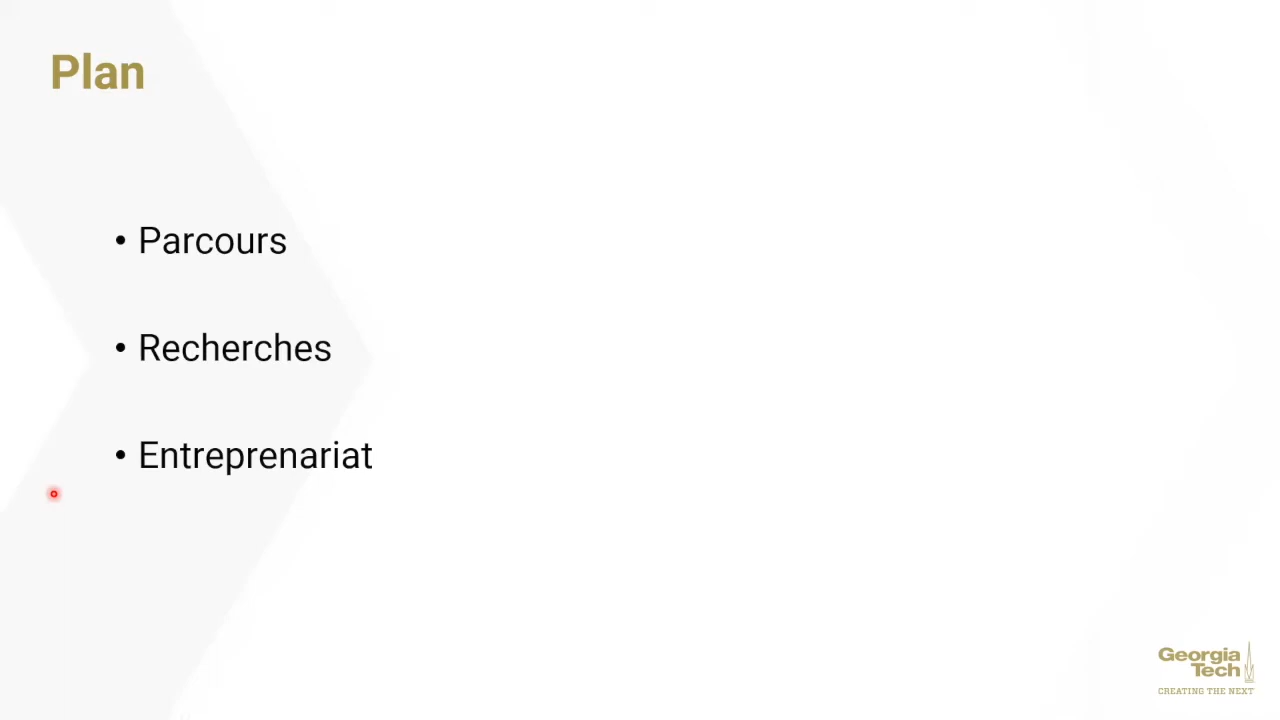 Plan
• Parcours
• Recherches
• Entreprenariat
Georgia
Tech
CREATING THE NEXT